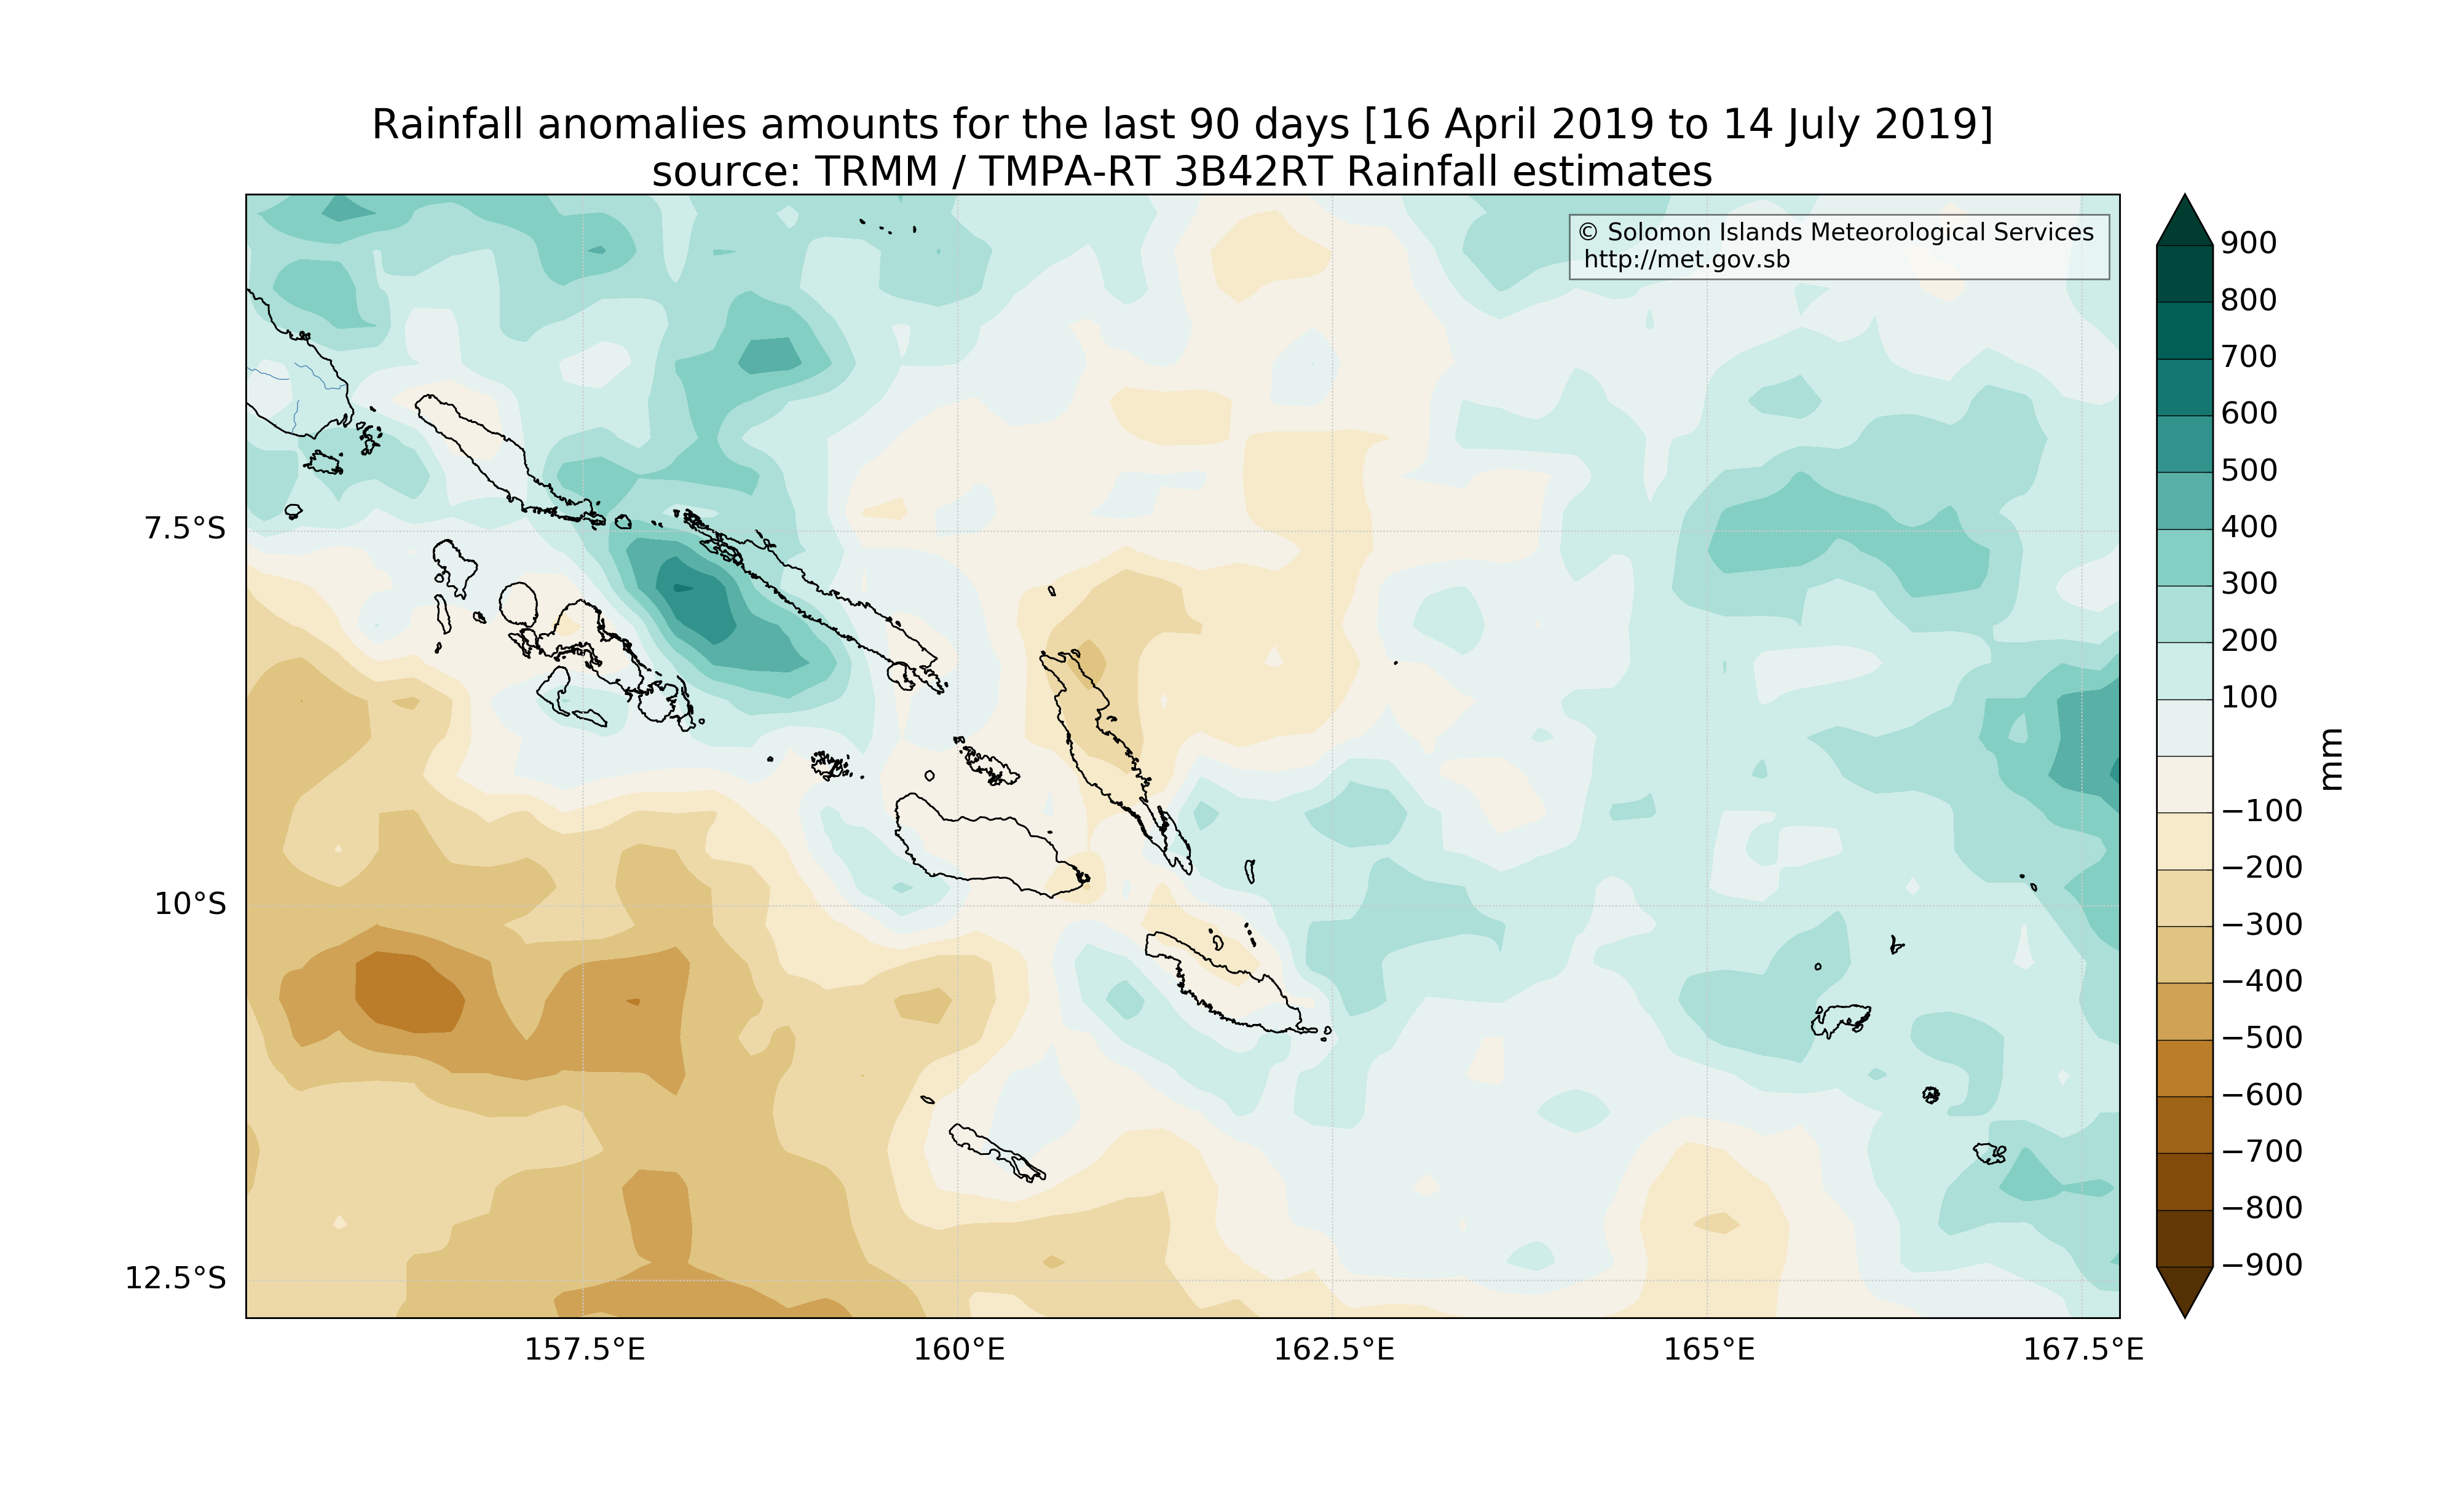 Rainfall anomalies amounts for the last 90 days [16 April 2019 to 14 July 2019]
source: TRMM / TMPA-RT 3B42RT Rainfall estimates
© Solomon Islands Meteorological Services
http://met.gov.sb
7.5°S
10°S
12.5°S
157.5°E
160°E
162.5°E
165°E
167.5°E
900
800
700
600
500
400
300
200
100
−100
−200
−300
−400
−500
−600
−700
−800
−900
mm